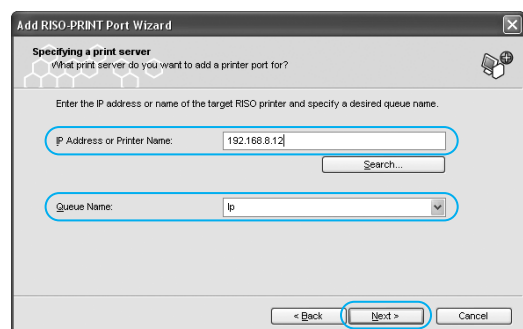 Add RISO-PRINT Port Wizard
Specifying a print server
What print server do you want to add a printer port for?
Enter the IP address or name of the target RISO printer and specify a desired queue name.
IP Address or Printer Name: 192.168.8.12
Search...
Queue Name: lp
< Back Next > Cancel